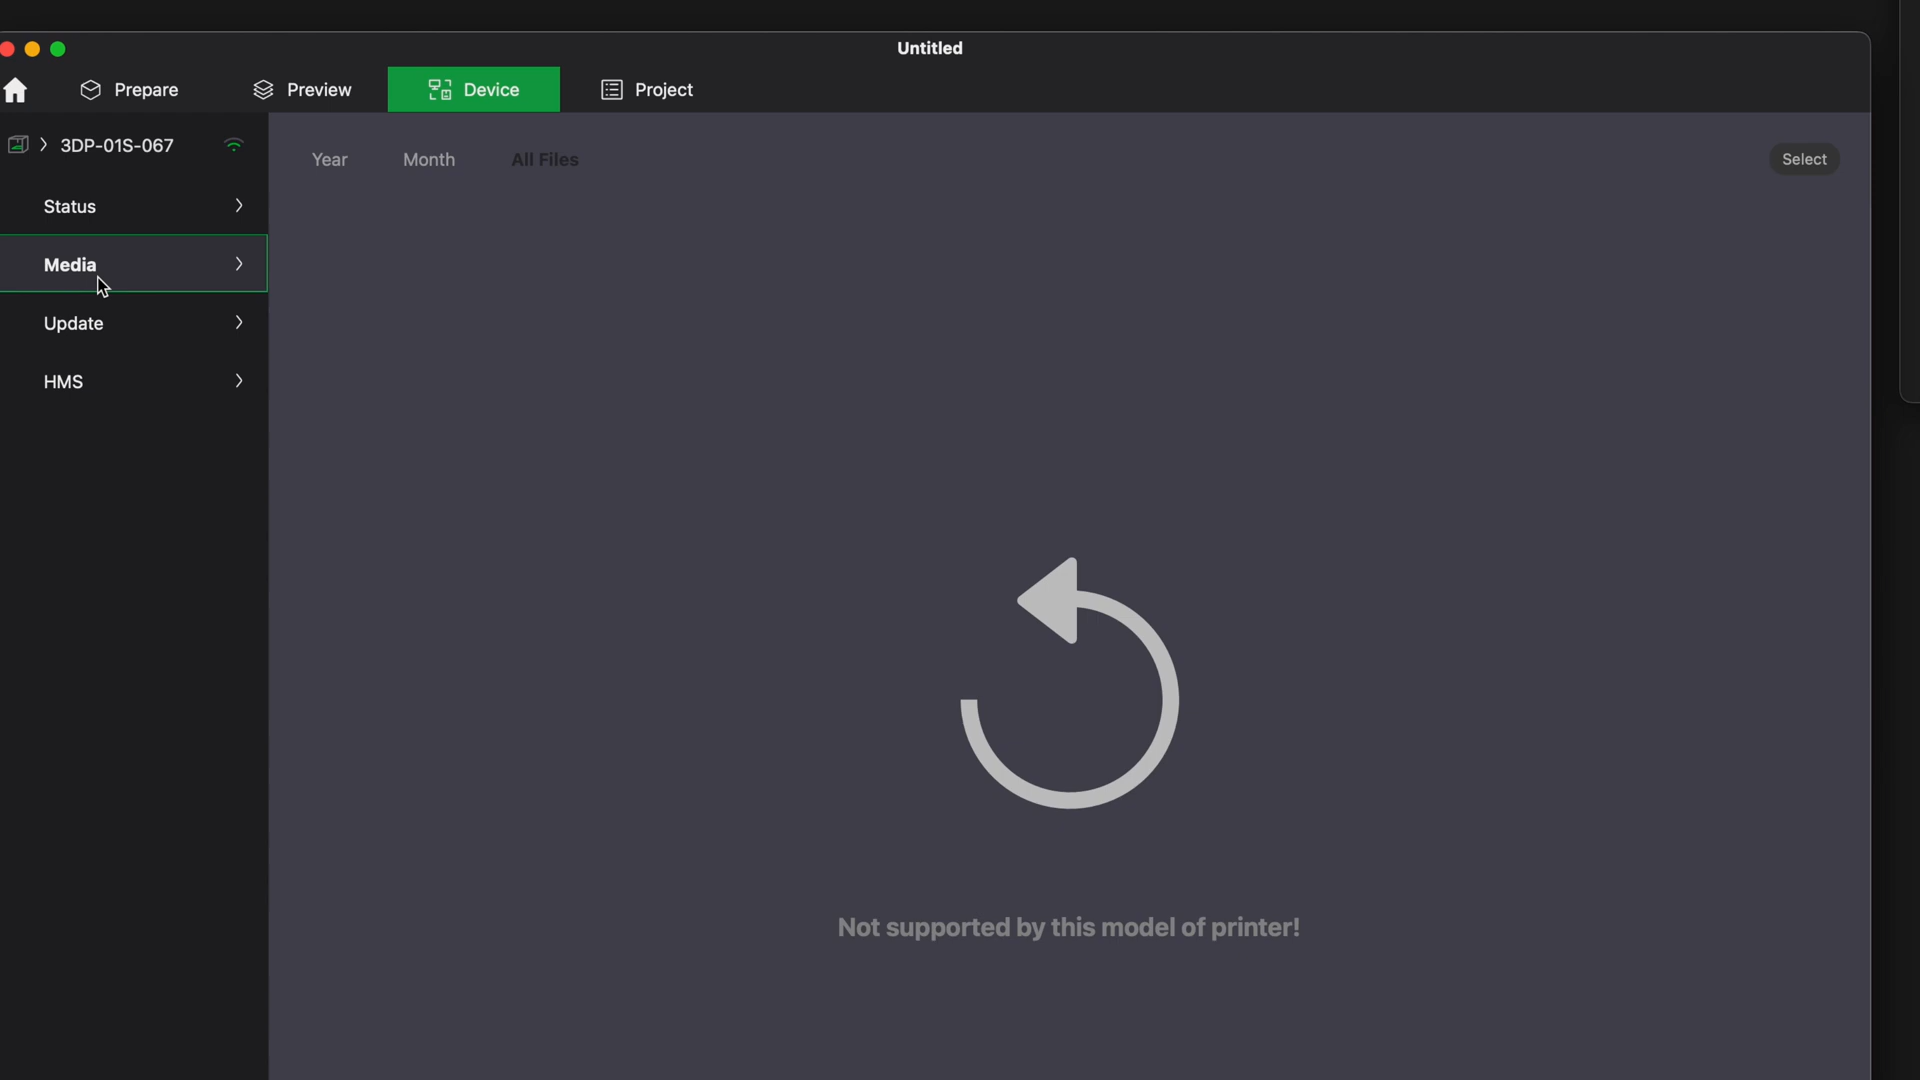 Untitled
Prepare
Preview
Device
Project
3DP-01S-067
Status
Media
Update
HMS
Year
Month
All Files
Select
Not supported by this model of printer!